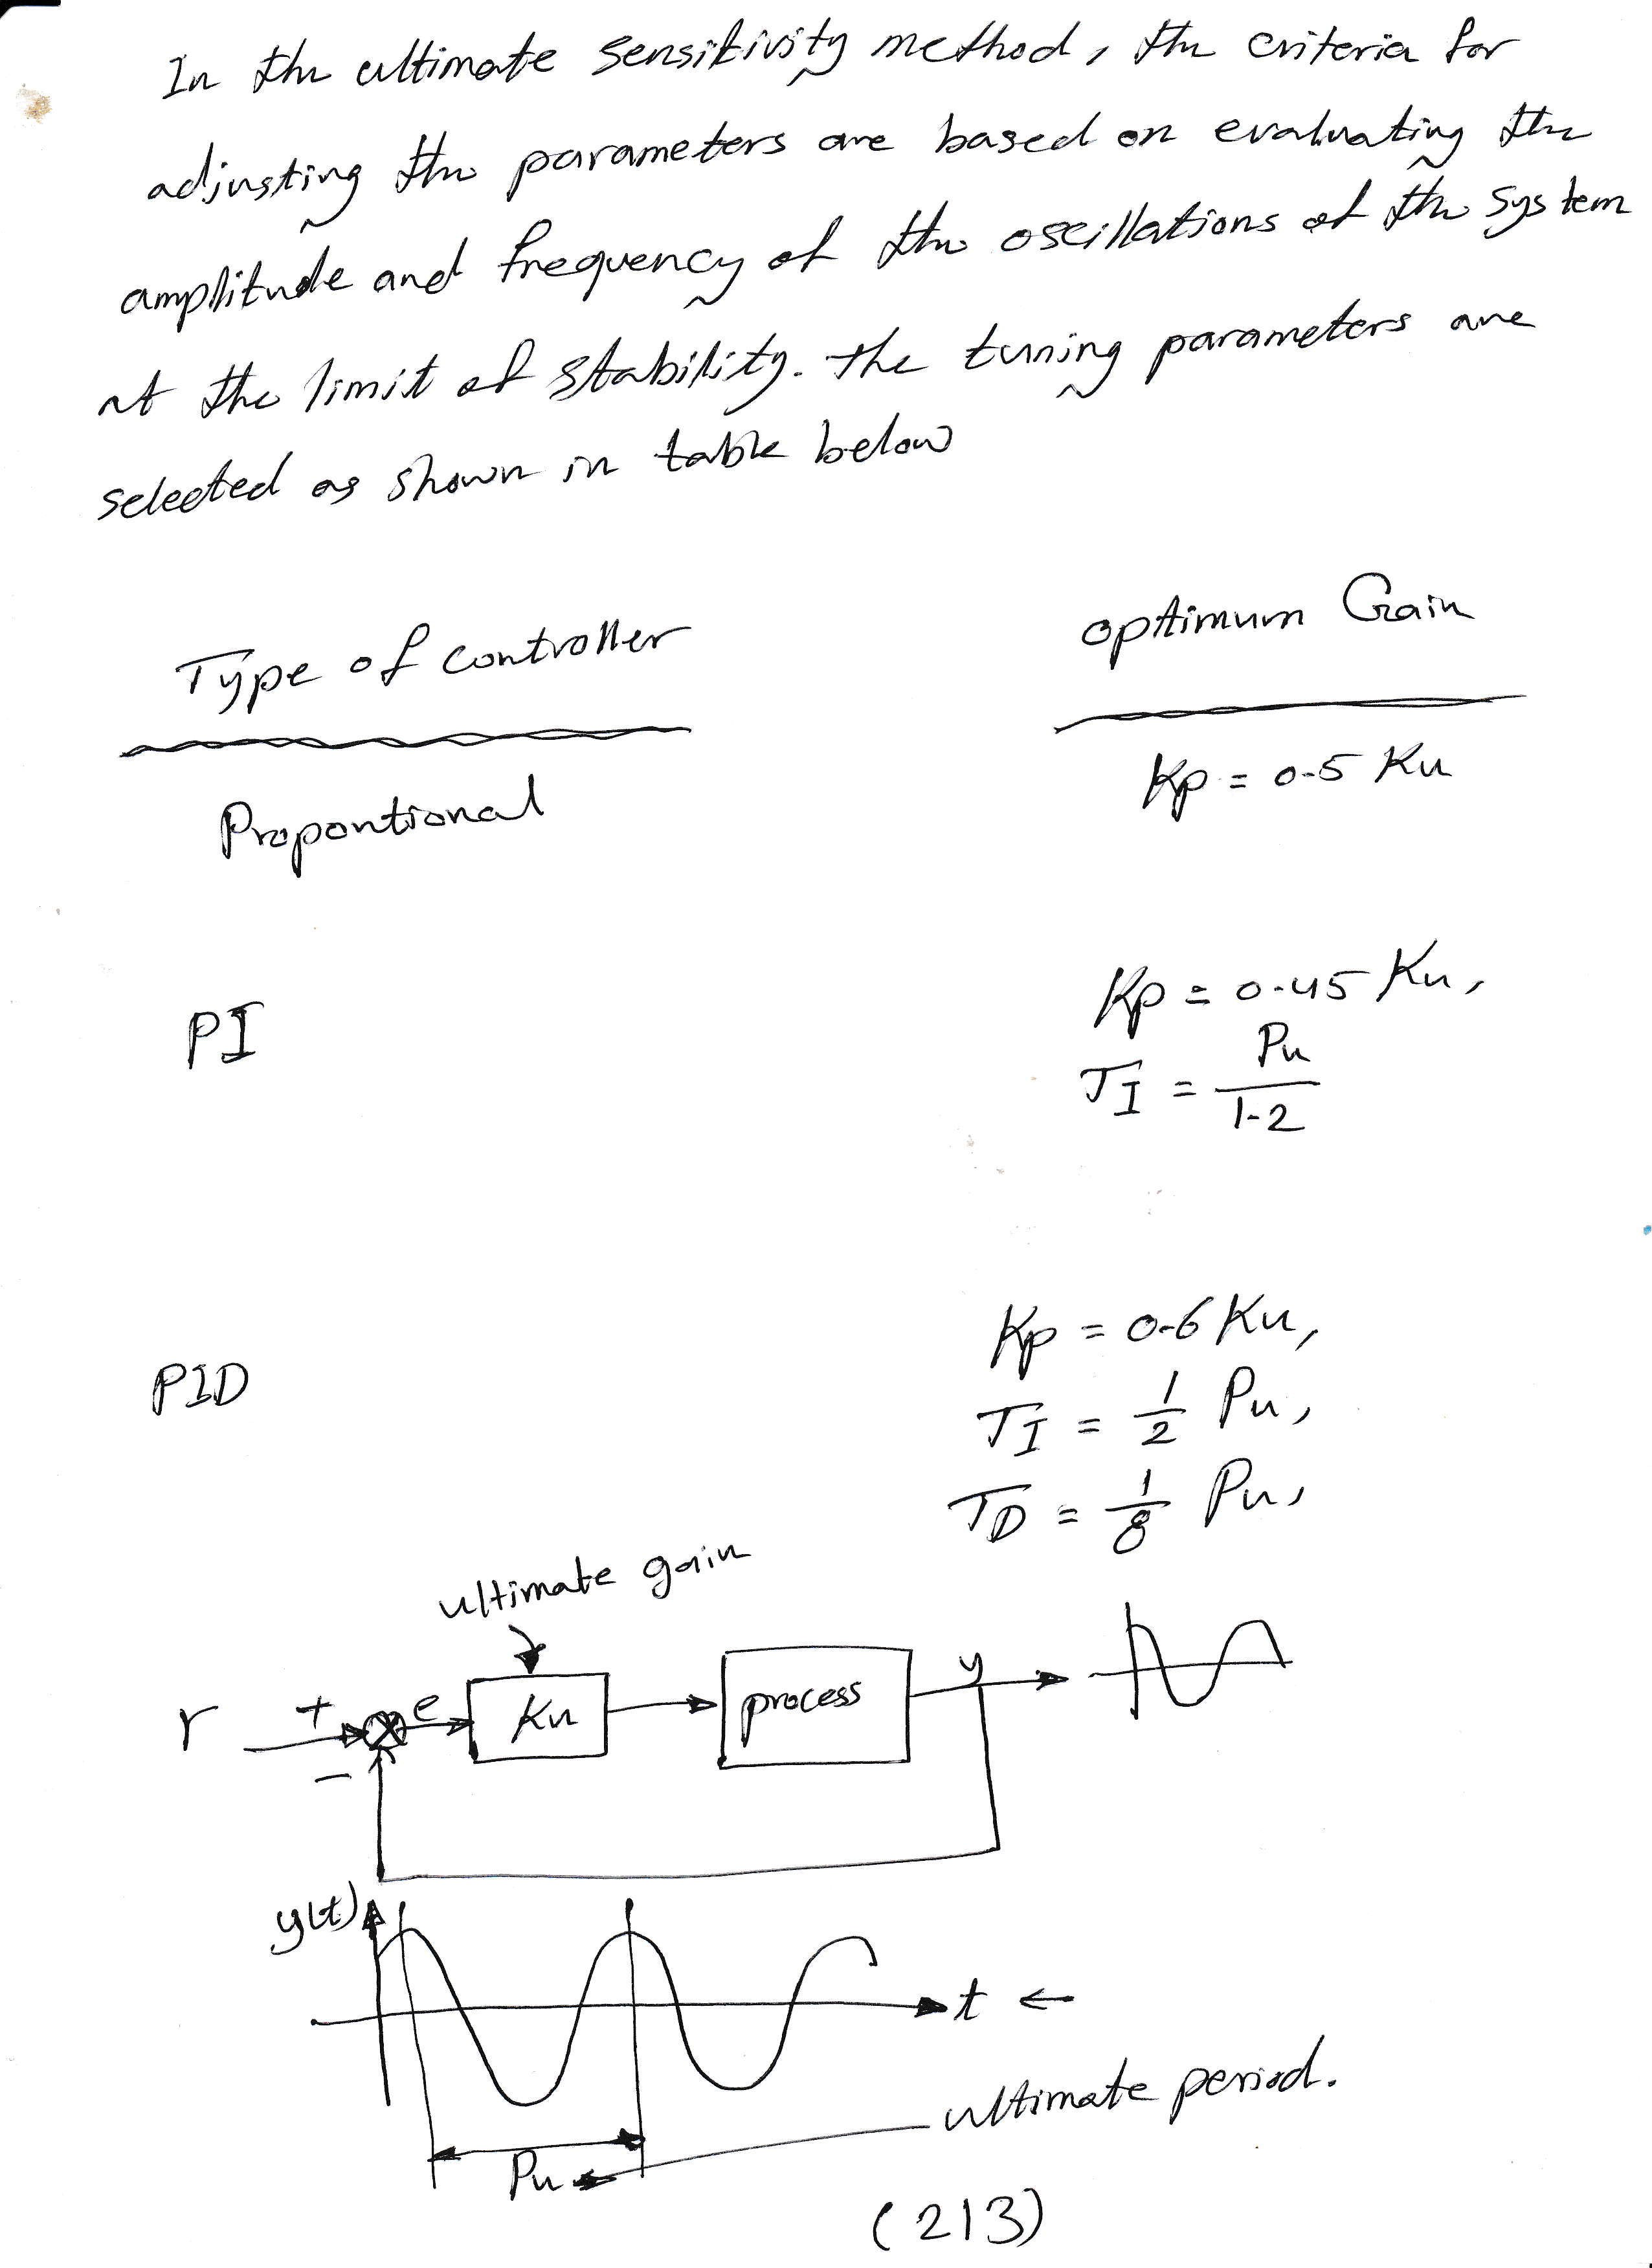 In the ultimate sensitivity method, the criteria for
adjusting the parameters are based on evaluating the
amplitude and frequency of the oscillations of the system
at the limit of stability. The tuning parameters are
selected as shown in table below
Type of controller    optimum Gain
Proportional    Kp = 0.5 Ku
PI    Kp = 0.45 Ku,
TI = Pu / 1.2
PID    Kp = 0.6 Ku,
TI = 1/2 Pu,
TD = 1/8 Pu,
ultimate gain
r + - e Ku process y
y(t)
t ←
ultimate period.
Pu
(213)